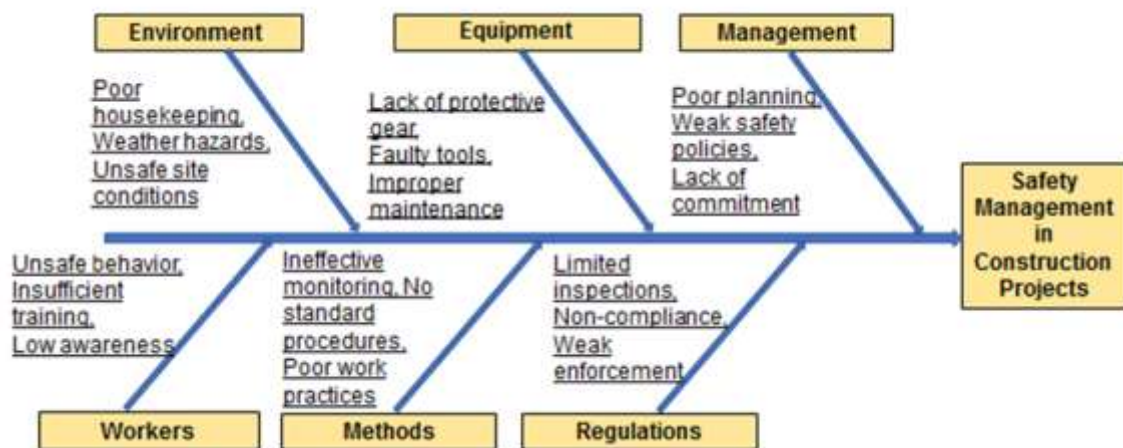 Environment
Equipment
Management
Poor
housekeeping,
Weather hazards,
Unsafe site
conditions
Lack of protective
gear,
Faulty tools,
Improper
maintenance
Poor planning,
Weak safety
policies,
Lack of
commitment
Safety
Management
in
Construction
Projects
Unsafe behavior,
Insufficient
training,
Low awareness
Ineffective
monitoring, No
standard
procedures,
Poor work
practices
Limited
inspections,
Non-compliance,
Weak
enforcement
Workers
Methods
Regulations